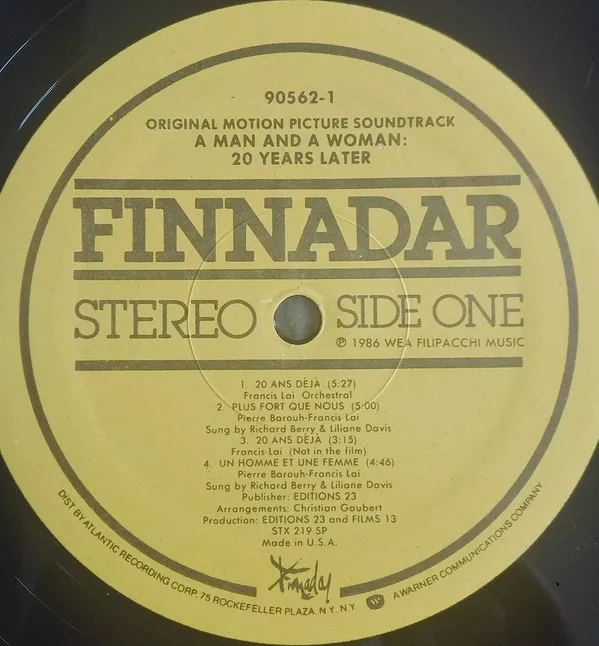 90562-1
ORIGINAL MOTION PICTURE SOUNDTRACK
A MAN AND A WOMAN:
20 YEARS LATER
FINNADAR
STEREO
SIDE ONE
℗ 1986 WEA FILIPACCHI MUSIC
1. 20 ANS DÉJÀ (5:27)
Francis Lai Orchestral
2. PLUS FORT QUE NOUS (5:00)
Pierre Barouh-Francis Lai
Sung by Richard Berry & Liliane Davis
3. 20 ANS DÉJÀ (3:15)
Francis Lai (Not in the film)
4. UN HOMME ET UNE FEMME (4:46)
Pierre Barouh-Francis Lai
Sung by Richard Berry & Liliane Davis
Publisher: EDITIONS 23
Arrangements: Christian Gaubert
Production: EDITIONS 23 and FILMS 13
STX 219 SP
Made in U.S.A.
Finnadar
DIST BY ATLANTIC RECORDING CORP. 75 ROCKEFELLER PLAZA, N.Y. N.Y. A WARNER COMMUNICATIONS COMPANY